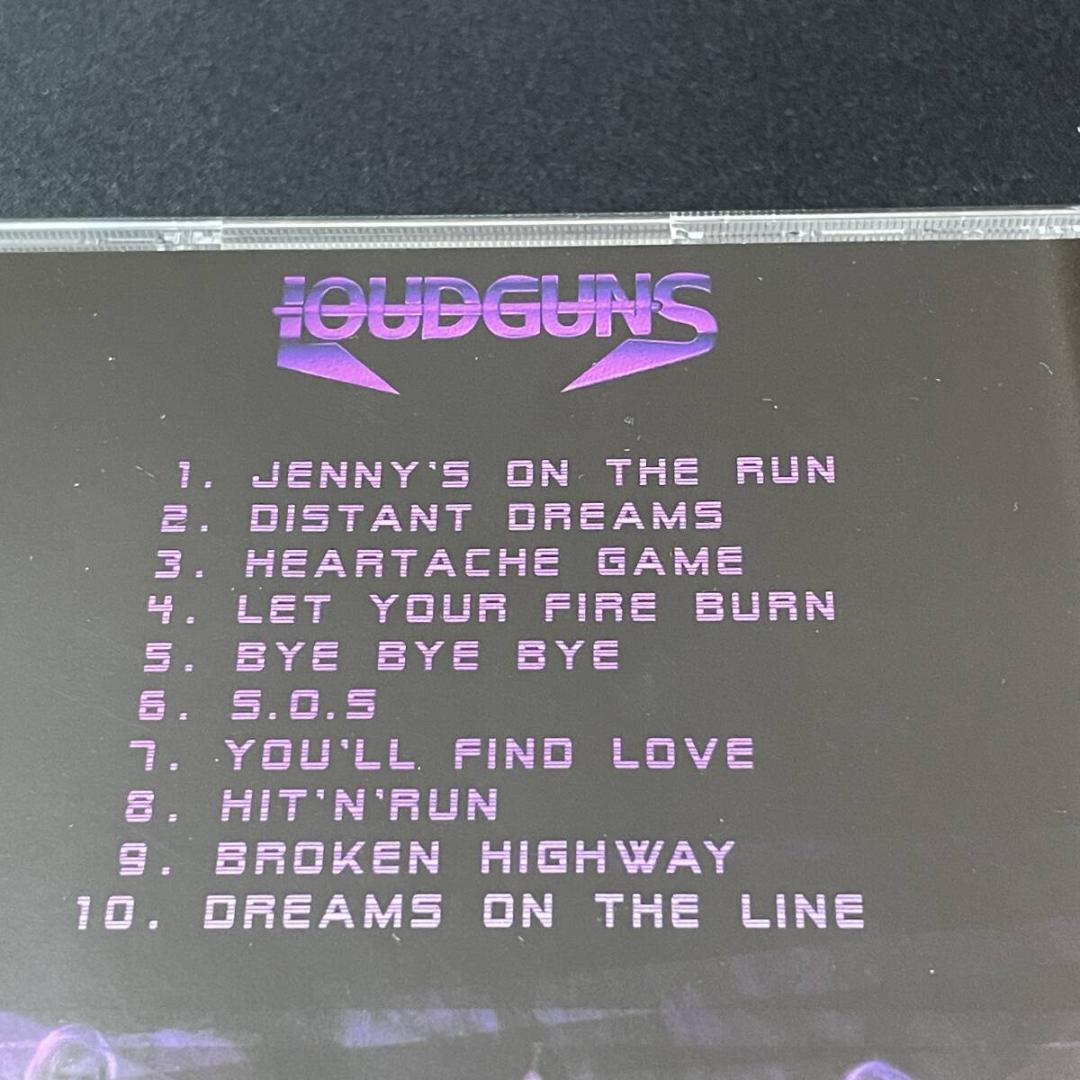 LOUDGUNS
1. JENNY'S ON THE RUN
2. DISTANT DREAMS
3. HEARTACHE GAME
4. LET YOUR FIRE BURN
5. BYE BYE BYE
6. S.O.S
7. YOU'LL FIND LOVE
8. HIT'N'RUN
9. BROKEN HIGHWAY
10. DREAMS ON THE LINE